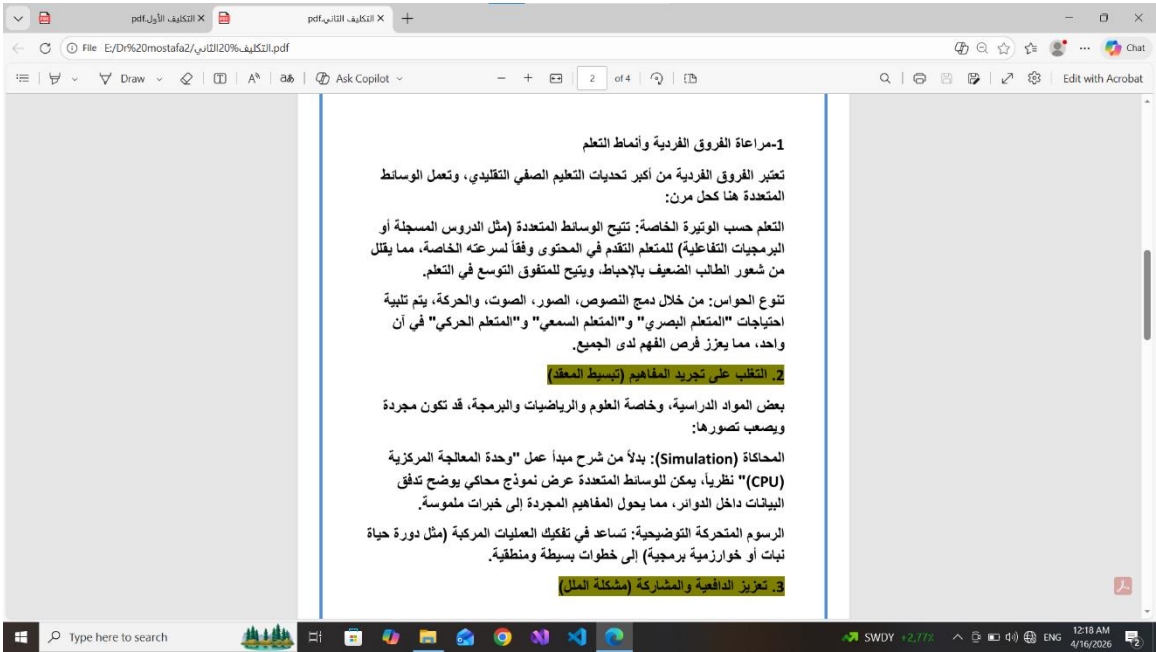 التكليف الأول.pdf
التكليف الثاني.pdf
File E:/Dr%20mostafa2/التكليف%20الثاني.pdf
Chat
Draw
Ask Copilot
2 of 4
Edit with Acrobat
1-مراعاة الفروق الفردية وأنماط التعلم
تعتبر الفروق الفردية من أكبر تحديات التعليم الصفي التقليدي، وتعمل الوسائط
المتعددة هنا كحل مرن:
التعلم حسب الوتيرة الخاصة: تتيح الوسائط المتعددة (مثل الدروس المسجلة أو
البرمجيات التفاعلية) للمتعلم التقدم في المحتوى وفقاً لسرعته الخاصة، مما يقلل
من شعور الطالب الضعيف بالإحباط، ويتيح للمتفوق التوسع في التعلم.
تنوع الحواس: من خلال دمج النصوص، الصور، الصوت، والحركة، يتم تلبية
احتياجات "المتعلم البصري" و"المتعلم السمعي" و"المتعلم الحركي" في آن
واحد، مما يعزز فرص الفهم لدى الجميع.
2. التغلب على تجريد المفاهيم (تبسيط المعقد)
بعض المواد الدراسية، وخاصة العلوم والرياضيات والبرمجة، قد تكون مجردة
ويصعب تصورها:
المحاكاة (Simulation): بدلاً من شرح مبدأ عمل "وحدة المعالجة المركزية
(CPU)" نظرياً، يمكن للوسائط المتعددة عرض نموذج محاكي يوضح تدفق
البيانات داخل الدوائر، مما يحول المفاهيم المجردة إلى خبرات ملموسة.
الرسوم المتحركة التوضيحية: تساعد في تفكيك العمليات المركبة (مثل دورة حياة
نبات أو خوارزمية برمجية) إلى خطوات بسيطة ومنطقية.
3. تعزيز الدافعية والمشاركة (مشكلة الملل)
Type here to search
SWDY +2,77%
ENG
12:18 AM
4/16/2026